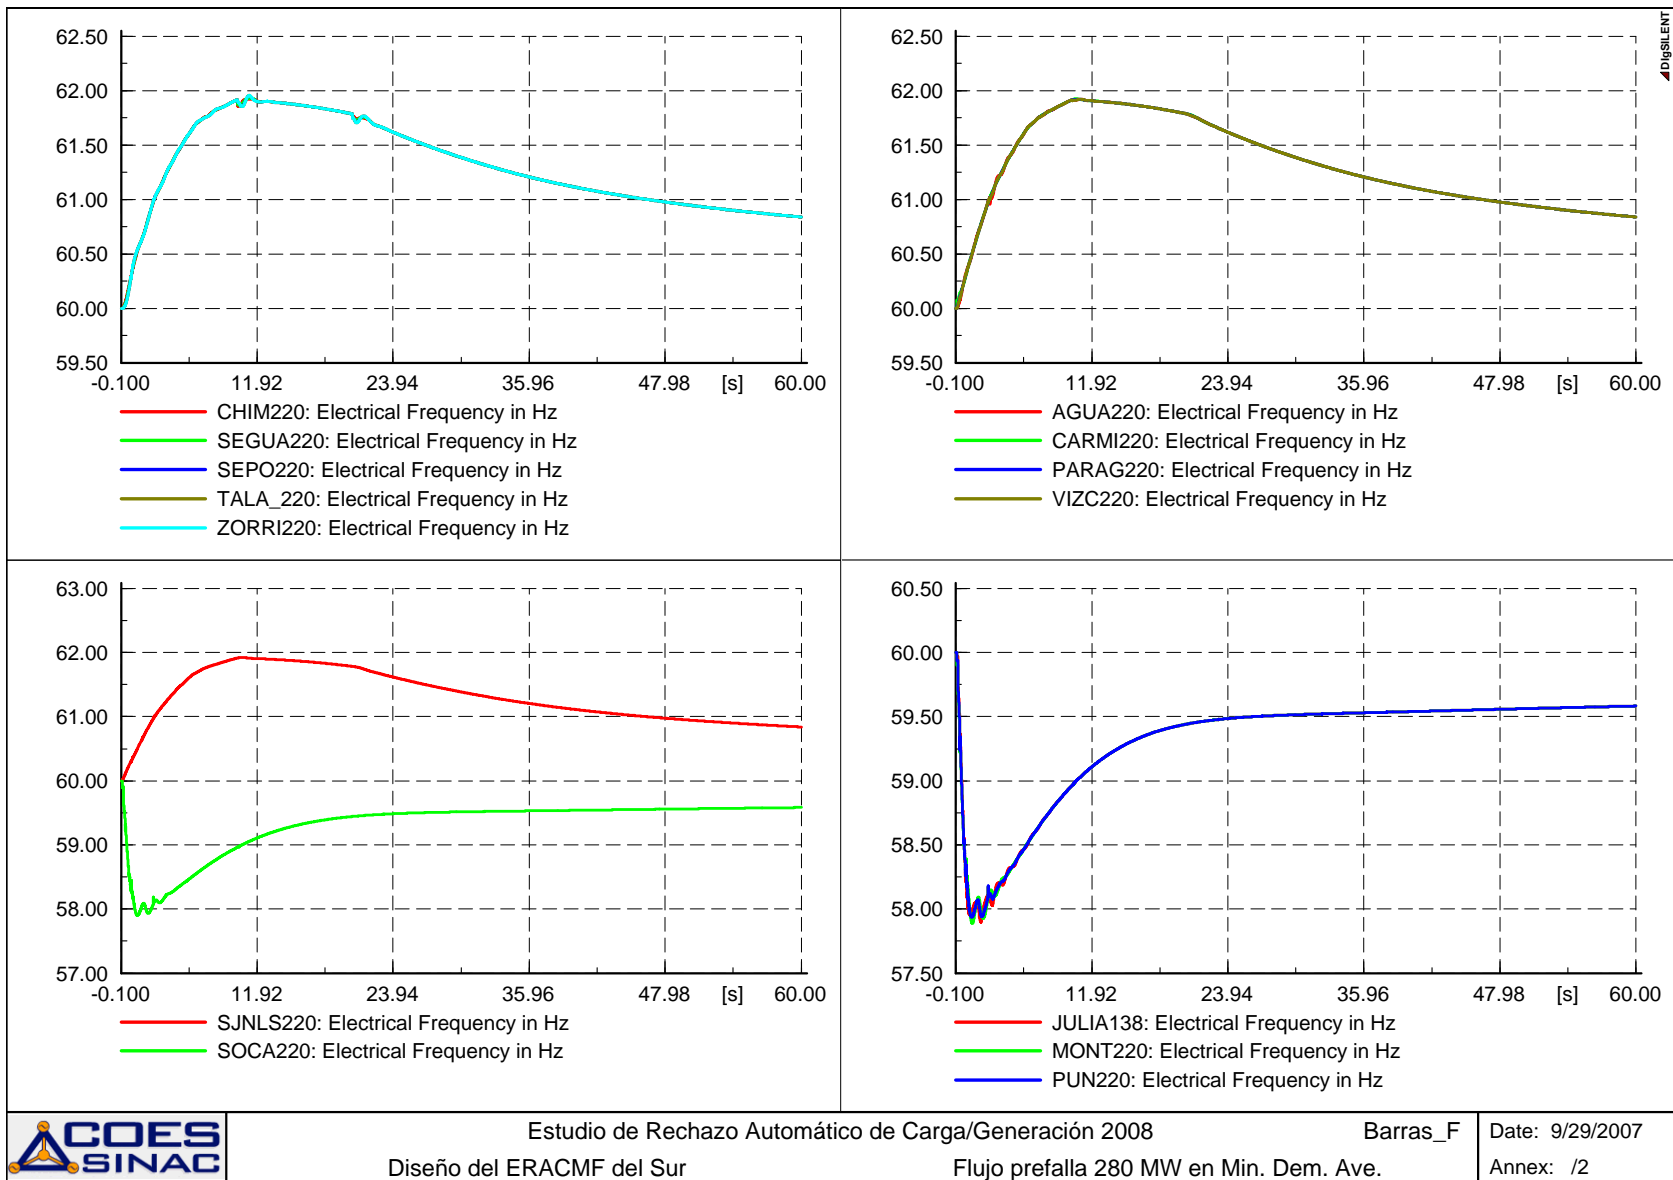 62.50
62.00
61.50
61.00
60.50
60.00
59.50
-0.100 11.92 23.94 35.96 47.98 [s] 60.00
CHIM220: Electrical Frequency in Hz
SEGUA220: Electrical Frequency in Hz
SEPO220: Electrical Frequency in Hz
TALA_220: Electrical Frequency in Hz
ZORRI220: Electrical Frequency in Hz
62.50
62.00
61.50
61.00
60.50
60.00
59.50
-0.100 11.92 23.94 35.96 47.98 [s] 60.00
AGUA220: Electrical Frequency in Hz
CARMI220: Electrical Frequency in Hz
PARAG220: Electrical Frequency in Hz
VIZC220: Electrical Frequency in Hz
DIgSILENT
63.00
62.00
61.00
60.00
59.00
58.00
57.00
-0.100 11.92 23.94 35.96 47.98 [s] 60.00
SJNLS220: Electrical Frequency in Hz
SOCA220: Electrical Frequency in Hz
60.50
60.00
59.50
59.00
58.50
58.00
57.50
-0.100 11.92 23.94 35.96 47.98 [s] 60.00
JULIA138: Electrical Frequency in Hz
MONT220: Electrical Frequency in Hz
PUN220: Electrical Frequency in Hz
COES
SINAC
Estudio de Rechazo Automático de Carga/Generación 2008 Barras_F
Diseño del ERACMF del Sur Flujo prefalla 280 MW en Min. Dem. Ave.
Date: 9/29/2007
Annex: /2